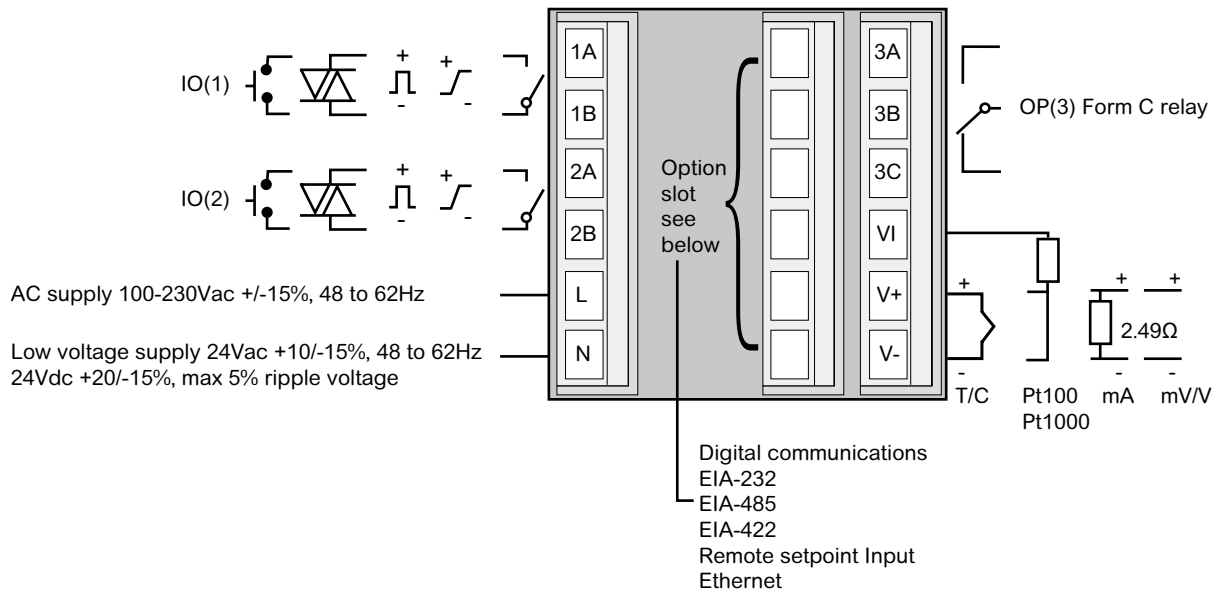 IO(1)
+
-
+
-
1A
1B
2A
2B
L
N
IO(2)
+
-
+
-
AC supply 100-230Vac +/-15%, 48 to 62Hz
Low voltage supply 24Vac +10/-15%, 48 to 62Hz
24Vdc +20/-15%, max 5% ripple voltage
Option
slot
see
below
3A
3B
3C
VI
V+
V-
OP(3) Form C relay
+
-
T/C
Pt100
Pt1000
+
2.49Ω
-
mA
+
-
mV/V
Digital communications
EIA-232
EIA-485
EIA-422
Remote setpoint Input
Ethernet